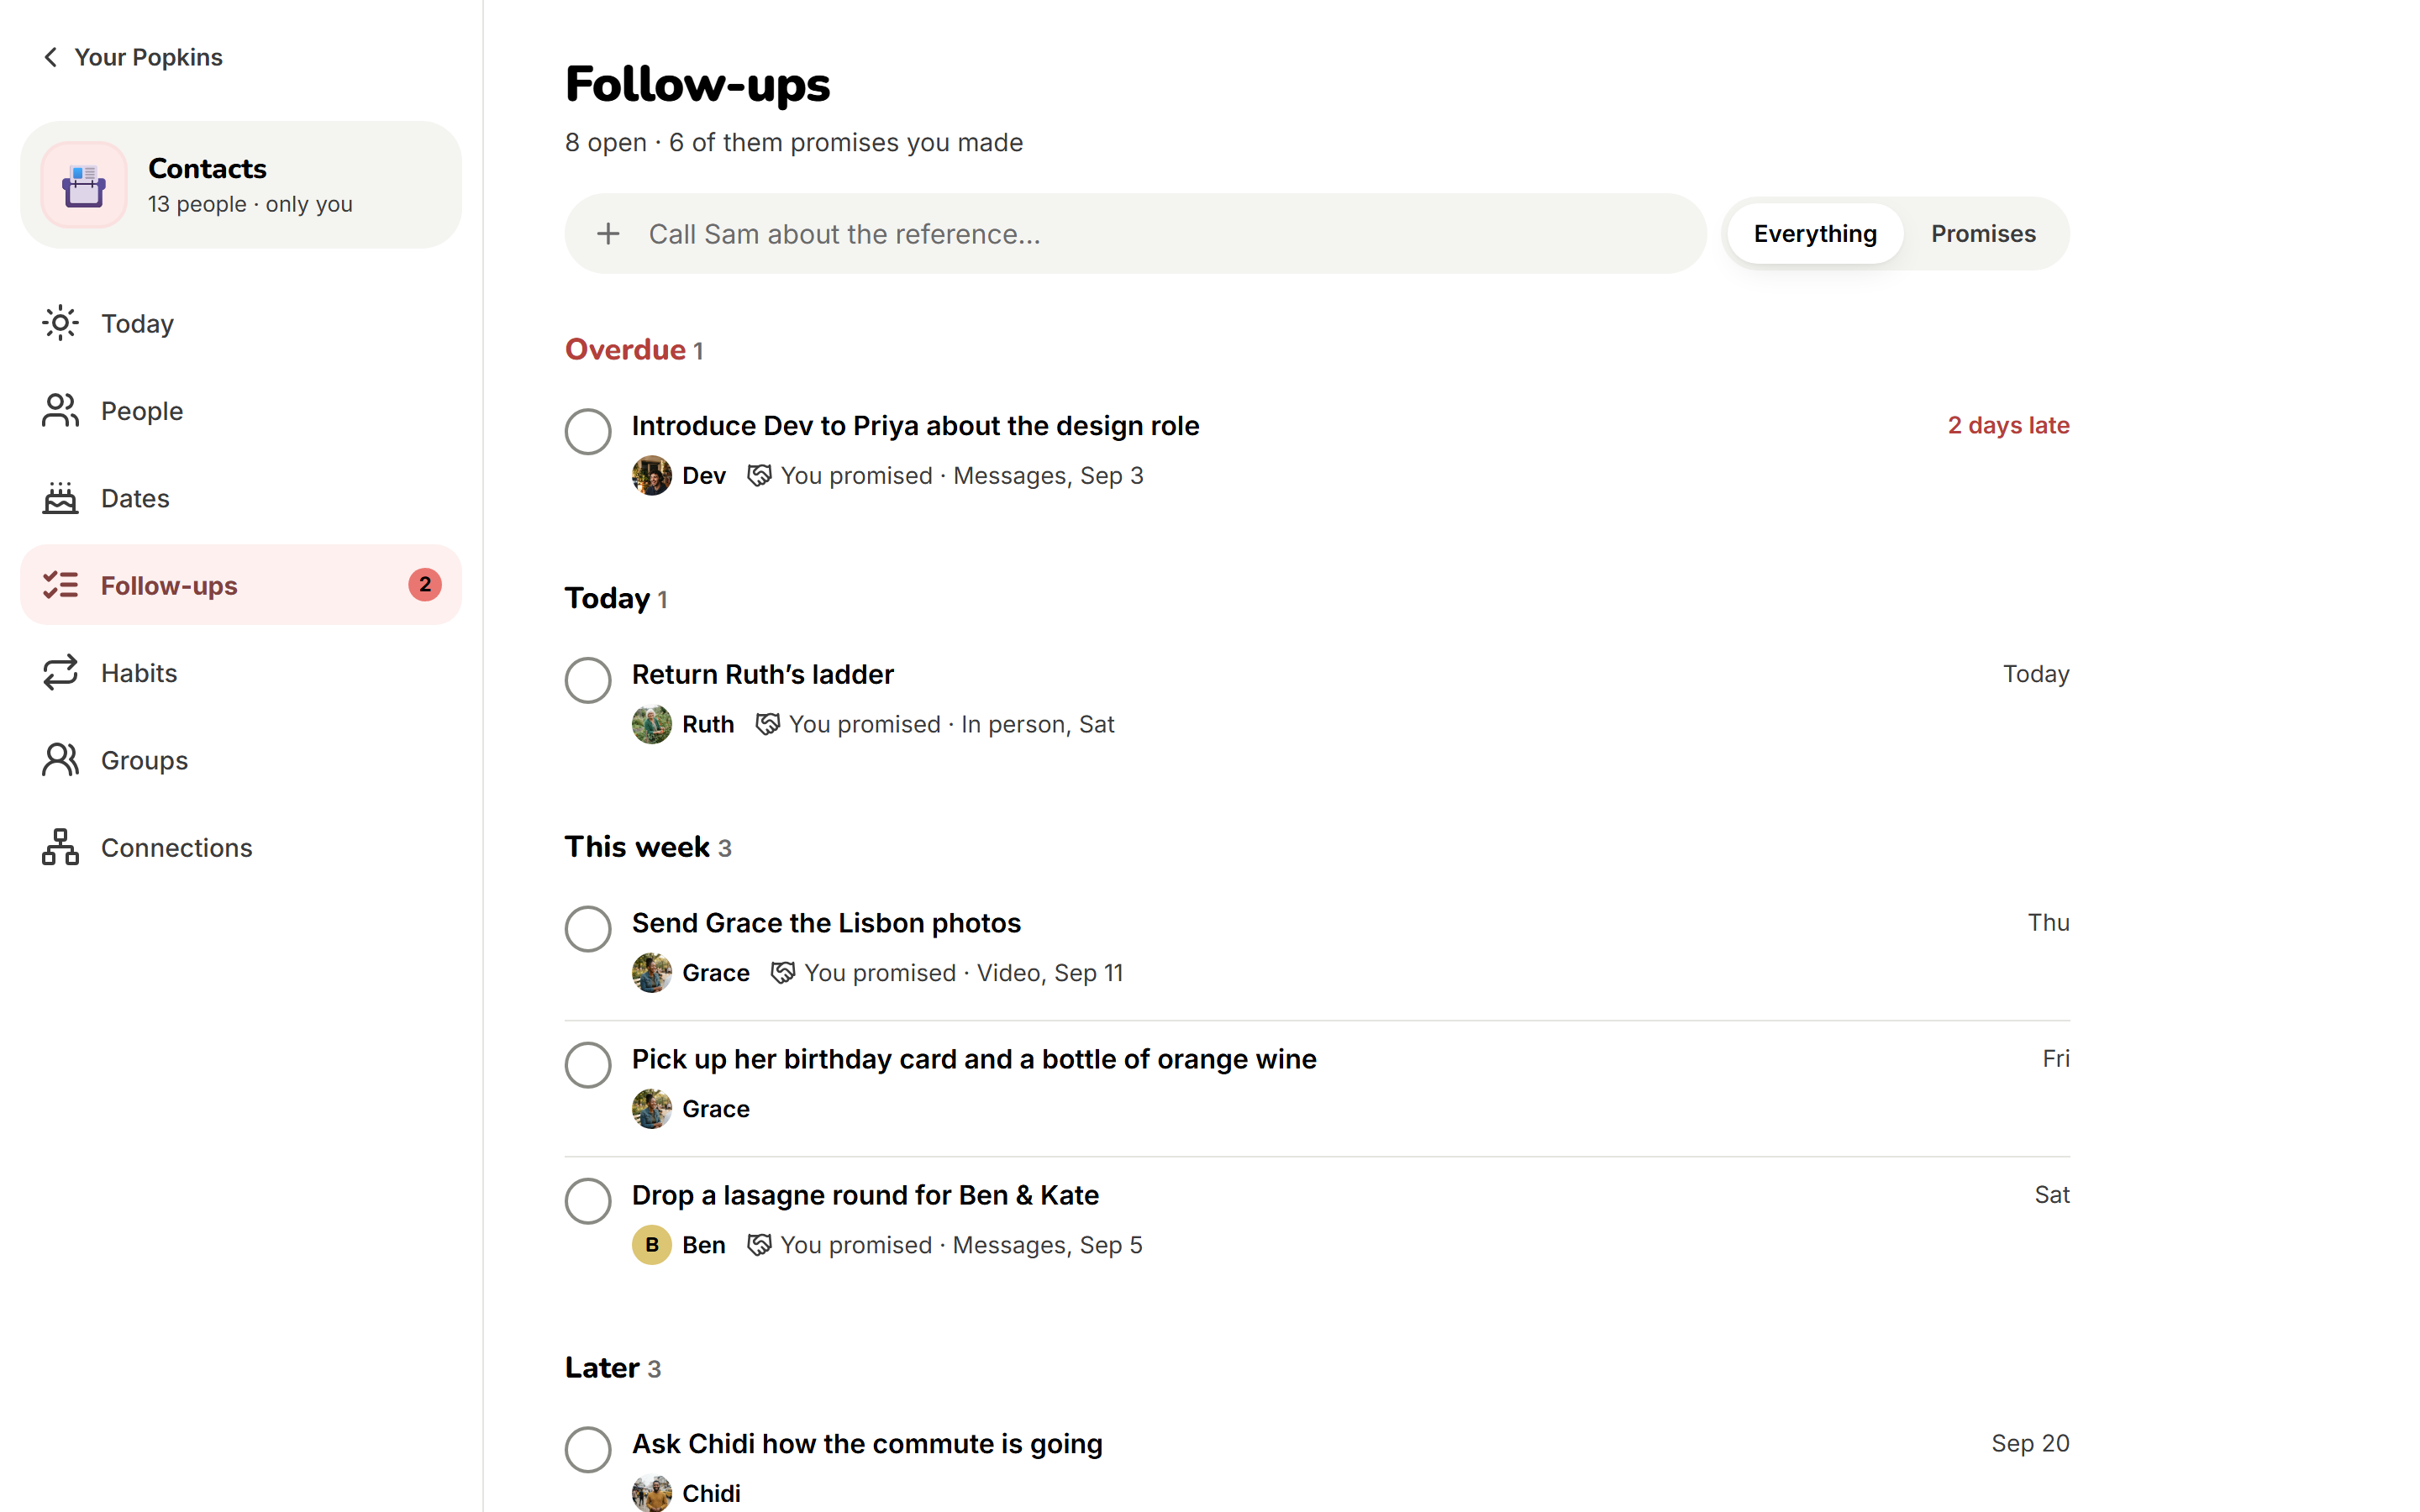 Your Popkins
Contacts
13 people · only you
Today
People
Dates
Follow-ups 2
Habits
Groups
Connections
Follow-ups
8 open · 6 of them promises you made
Call Sam about the reference...
Everything Promises
Overdue 1
Introduce Dev to Priya about the design role 2 days late
Dev You promised · Messages, Sep 3
Today 1
Return Ruth’s ladder Today
Ruth You promised · In person, Sat
This week 3
Send Grace the Lisbon photos Thu
Grace You promised · Video, Sep 11
Pick up her birthday card and a bottle of orange wine Fri
Grace
Drop a lasagne round for Ben & Kate Sat
B Ben You promised · Messages, Sep 5
Later 3
Ask Chidi how the commute is going Sep 20
Chidi